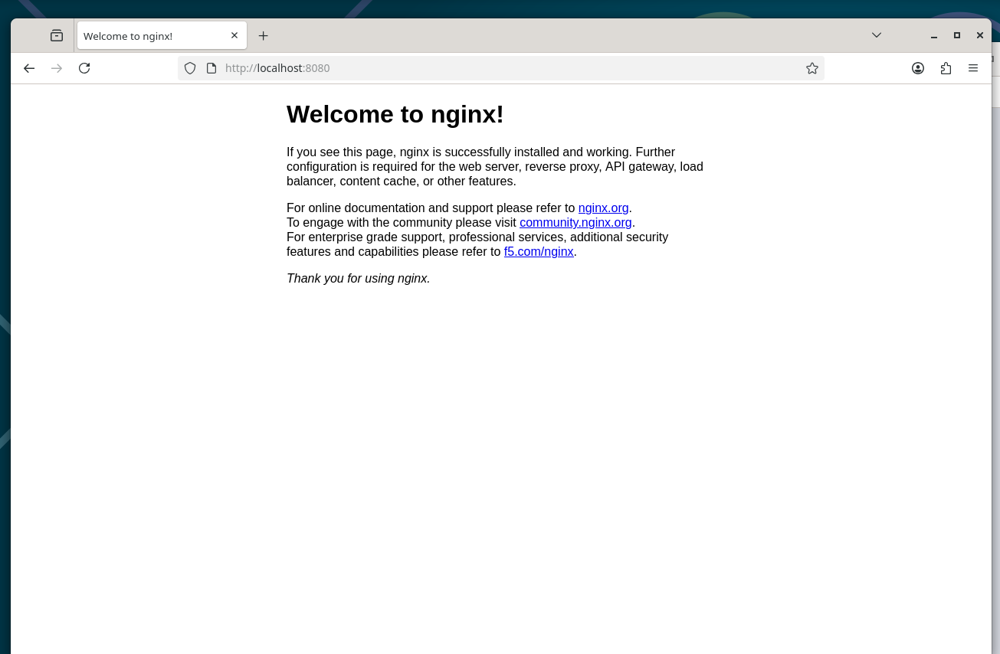 Welcome to nginx!
http://localhost:8080
Welcome to nginx!
If you see this page, nginx is successfully installed and working. Further
configuration is required for the web server, reverse proxy, API gateway, load
balancer, content cache, or other features.
For online documentation and support please refer to nginx.org.
To engage with the community please visit community.nginx.org.
For enterprise grade support, professional services, additional security
features and capabilities please refer to f5.com/nginx.
Thank you for using nginx.